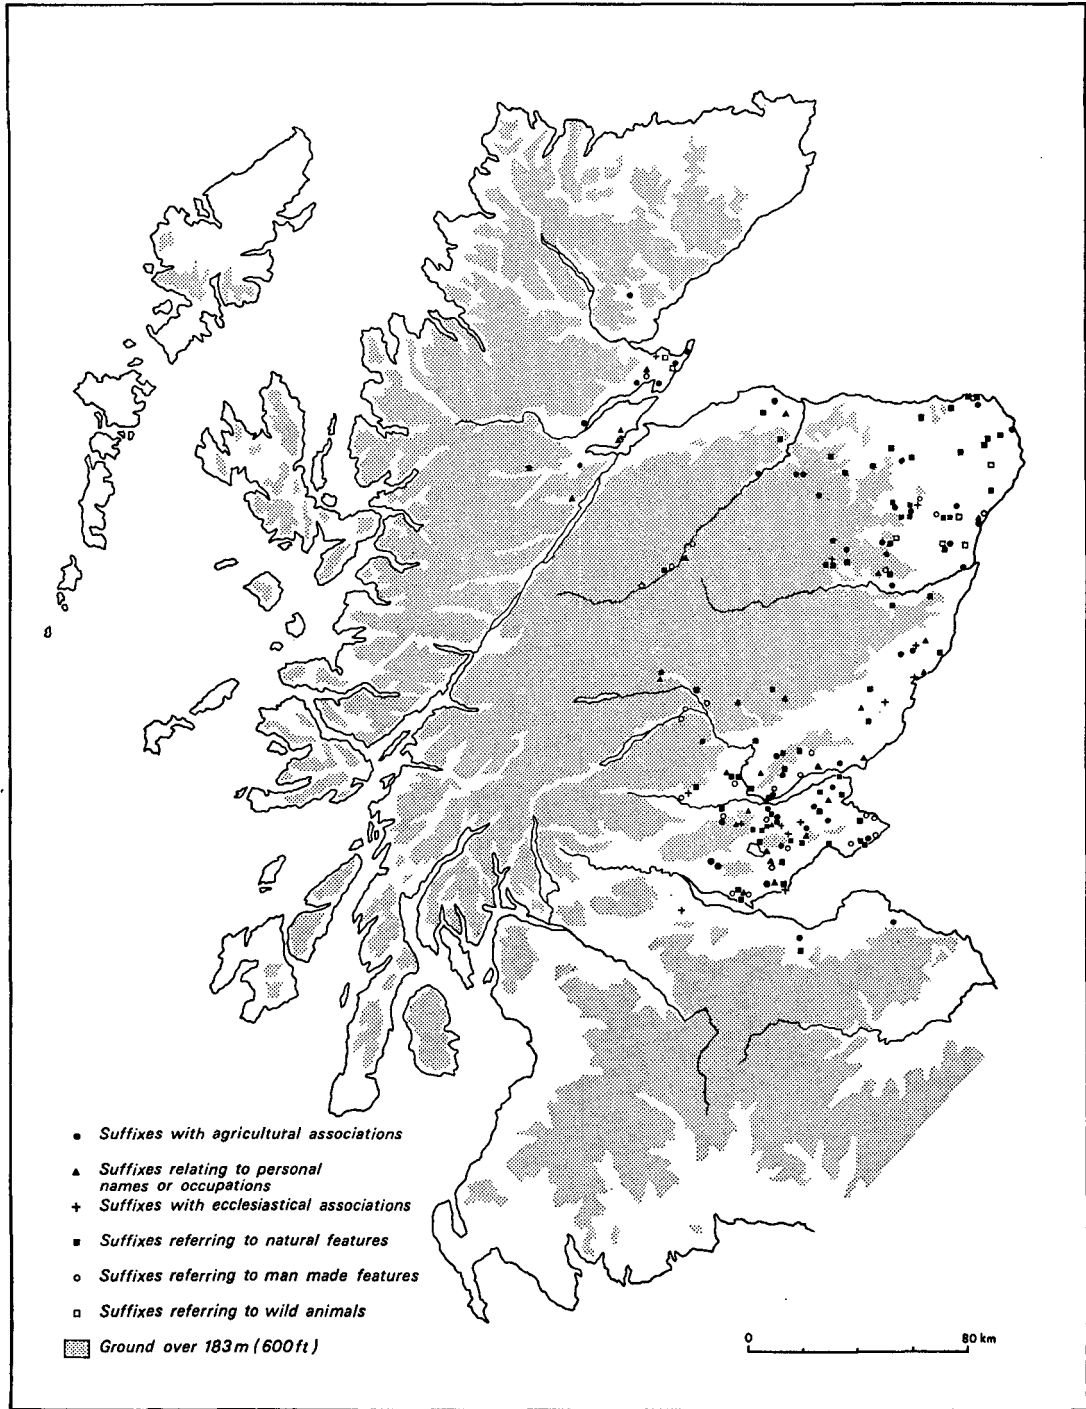 Suffixes with agricultural associations
Suffixes relating to personal
names or occupations
Suffixes with ecclesiastical associations
Suffixes referring to natural features
Suffixes referring to man made features
Suffixes referring to wild animals
Ground over 183m (600ft)
0 80 km